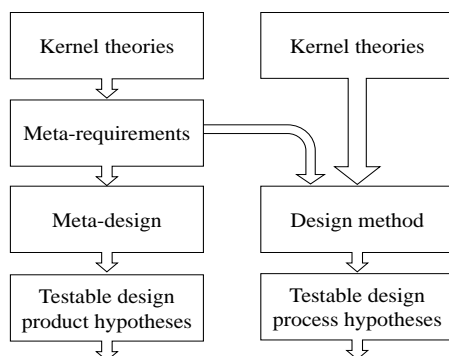 Kernel theories
Kernel theories
Meta-requirements
Meta-design
Design method
Testable design
product hypotheses
Testable design
process hypotheses